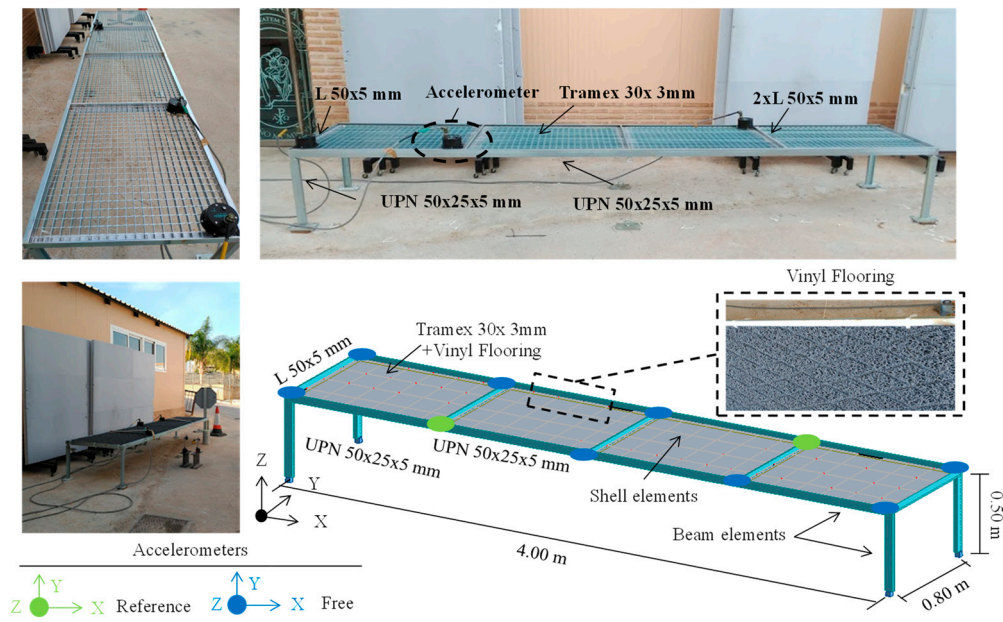 L 50x5 mm
Accelerometer
Tramex 30x 3mm
2xL 50x5 mm
UPN 50x25x5 mm
UPN 50x25x5 mm
Vinyl Flooring
Tramex 30x 3mm
+Vinyl Flooring
L 50x5 mm
UPN 50x25x5 mm
UPN 50x25x5 mm
Shell elements
Beam elements
Z
Y
X
4.00 m
0.50 m
0.80 m
Accelerometers
Y
Z
X
Reference
Y
Z
X
Free